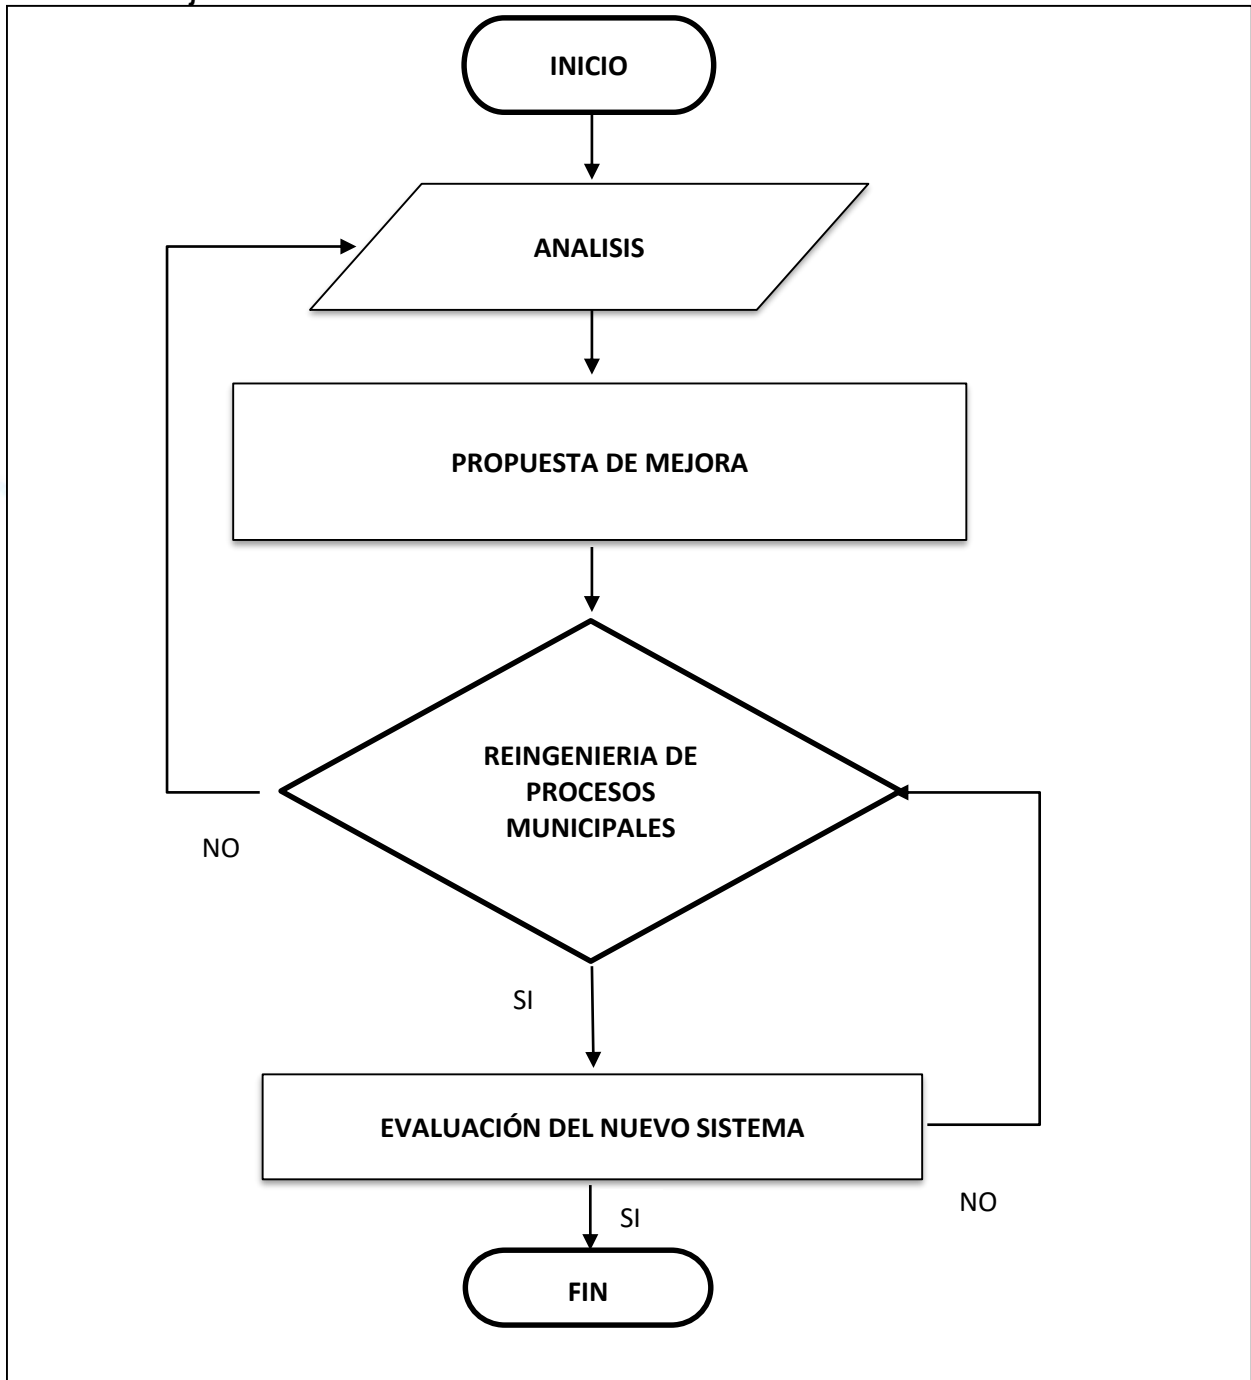 INICIO
ANALISIS
PROPUESTA DE MEJORA
REINGENIERIA DE
PROCESOS
MUNICIPALES
NO
SI
EVALUACIÓN DEL NUEVO SISTEMA
NO
SI
FIN